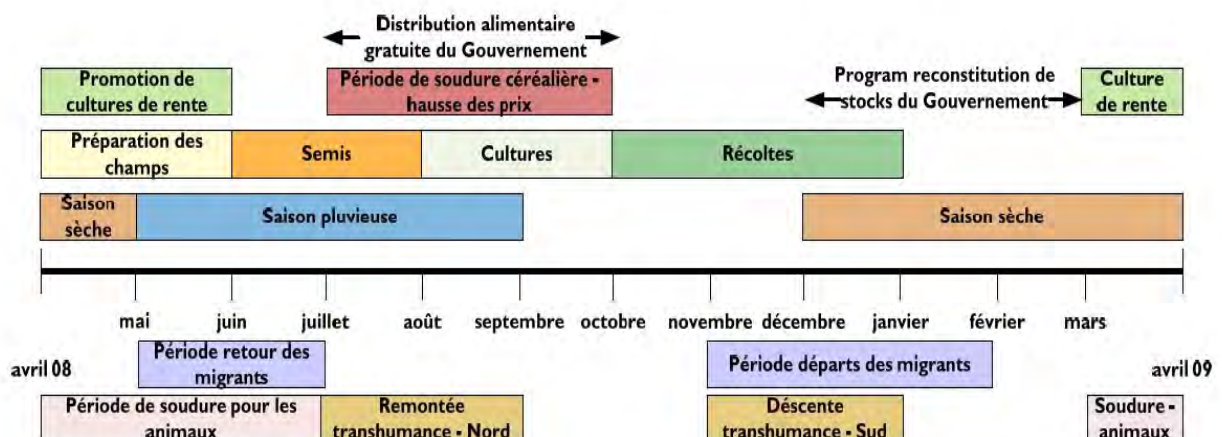 Distribution alimentaire
gratuite du Gouvernement
Promotion de
cultures de rente
Période de soudure céréalière -
hausse des prix
Program reconstitution de
stocks du Gouvernement
Culture
de rente
Préparation des
champs
Semis
Cultures
Récoltes
Saison
sèche
Saison pluvieuse
Saison sèche
mai juin juillet août septembre octobre novembre décembre janvier février mars
avril 08
Période retour des
migrants
Période départs des migrants
avril 09
Période de soudure pour les
animaux
Remontée
transhumance - Nord
Déscente
transhumance - Sud
Soudure -
animaux